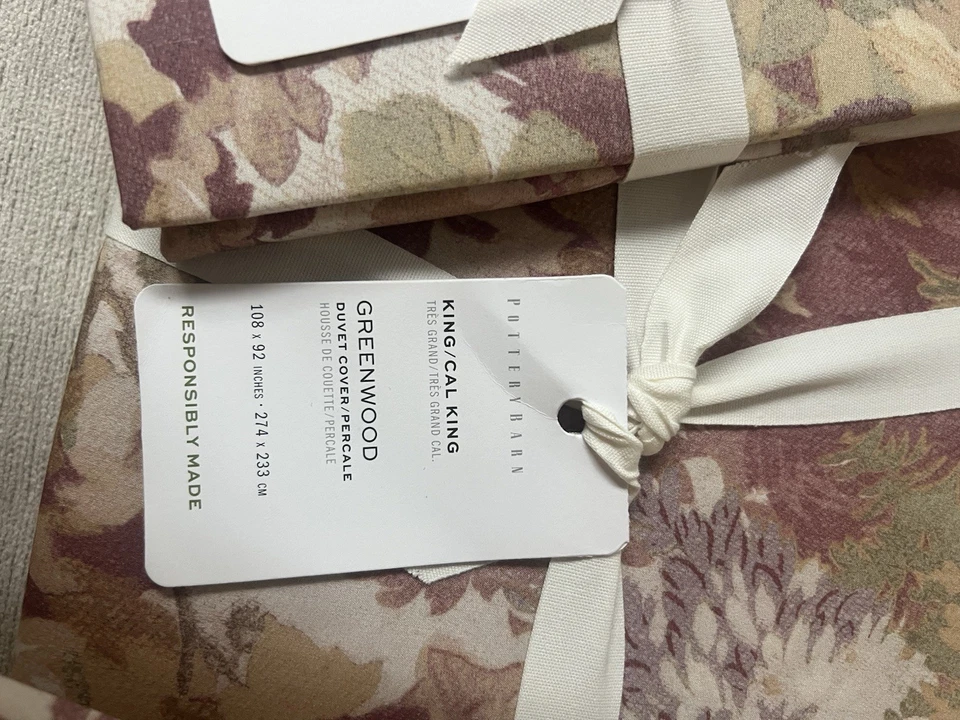 POTTERY BARN
KING/CAL KING
TRÈS GRAND/TRÈS GRAND CAL.
GREENWOOD
DUVET COVER/PERCALE
HOUSSE DE COUETTE/PERCALE
108 x 92 INCHES • 274 x 233 CM
RESPONSIBLY MADE